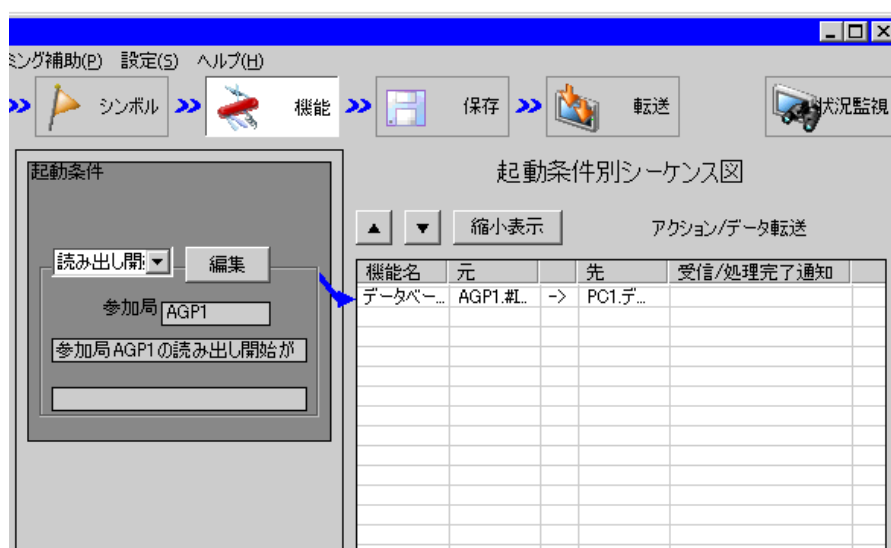 ミング補助(P) 設定(S) ヘルプ(H)
シンボル 機能 保存 転送 状況監視
起動条件
起動条件別シーケンス図
▲ ▼ 縮小表示 アクション/データ転送
読み出し開 編集
機能名 元 先 受信/処理完了通知
データベー... AGP1.#I... -> PC1.デ...
参加局 AGP1
参加局AGP1の読み出し開始が